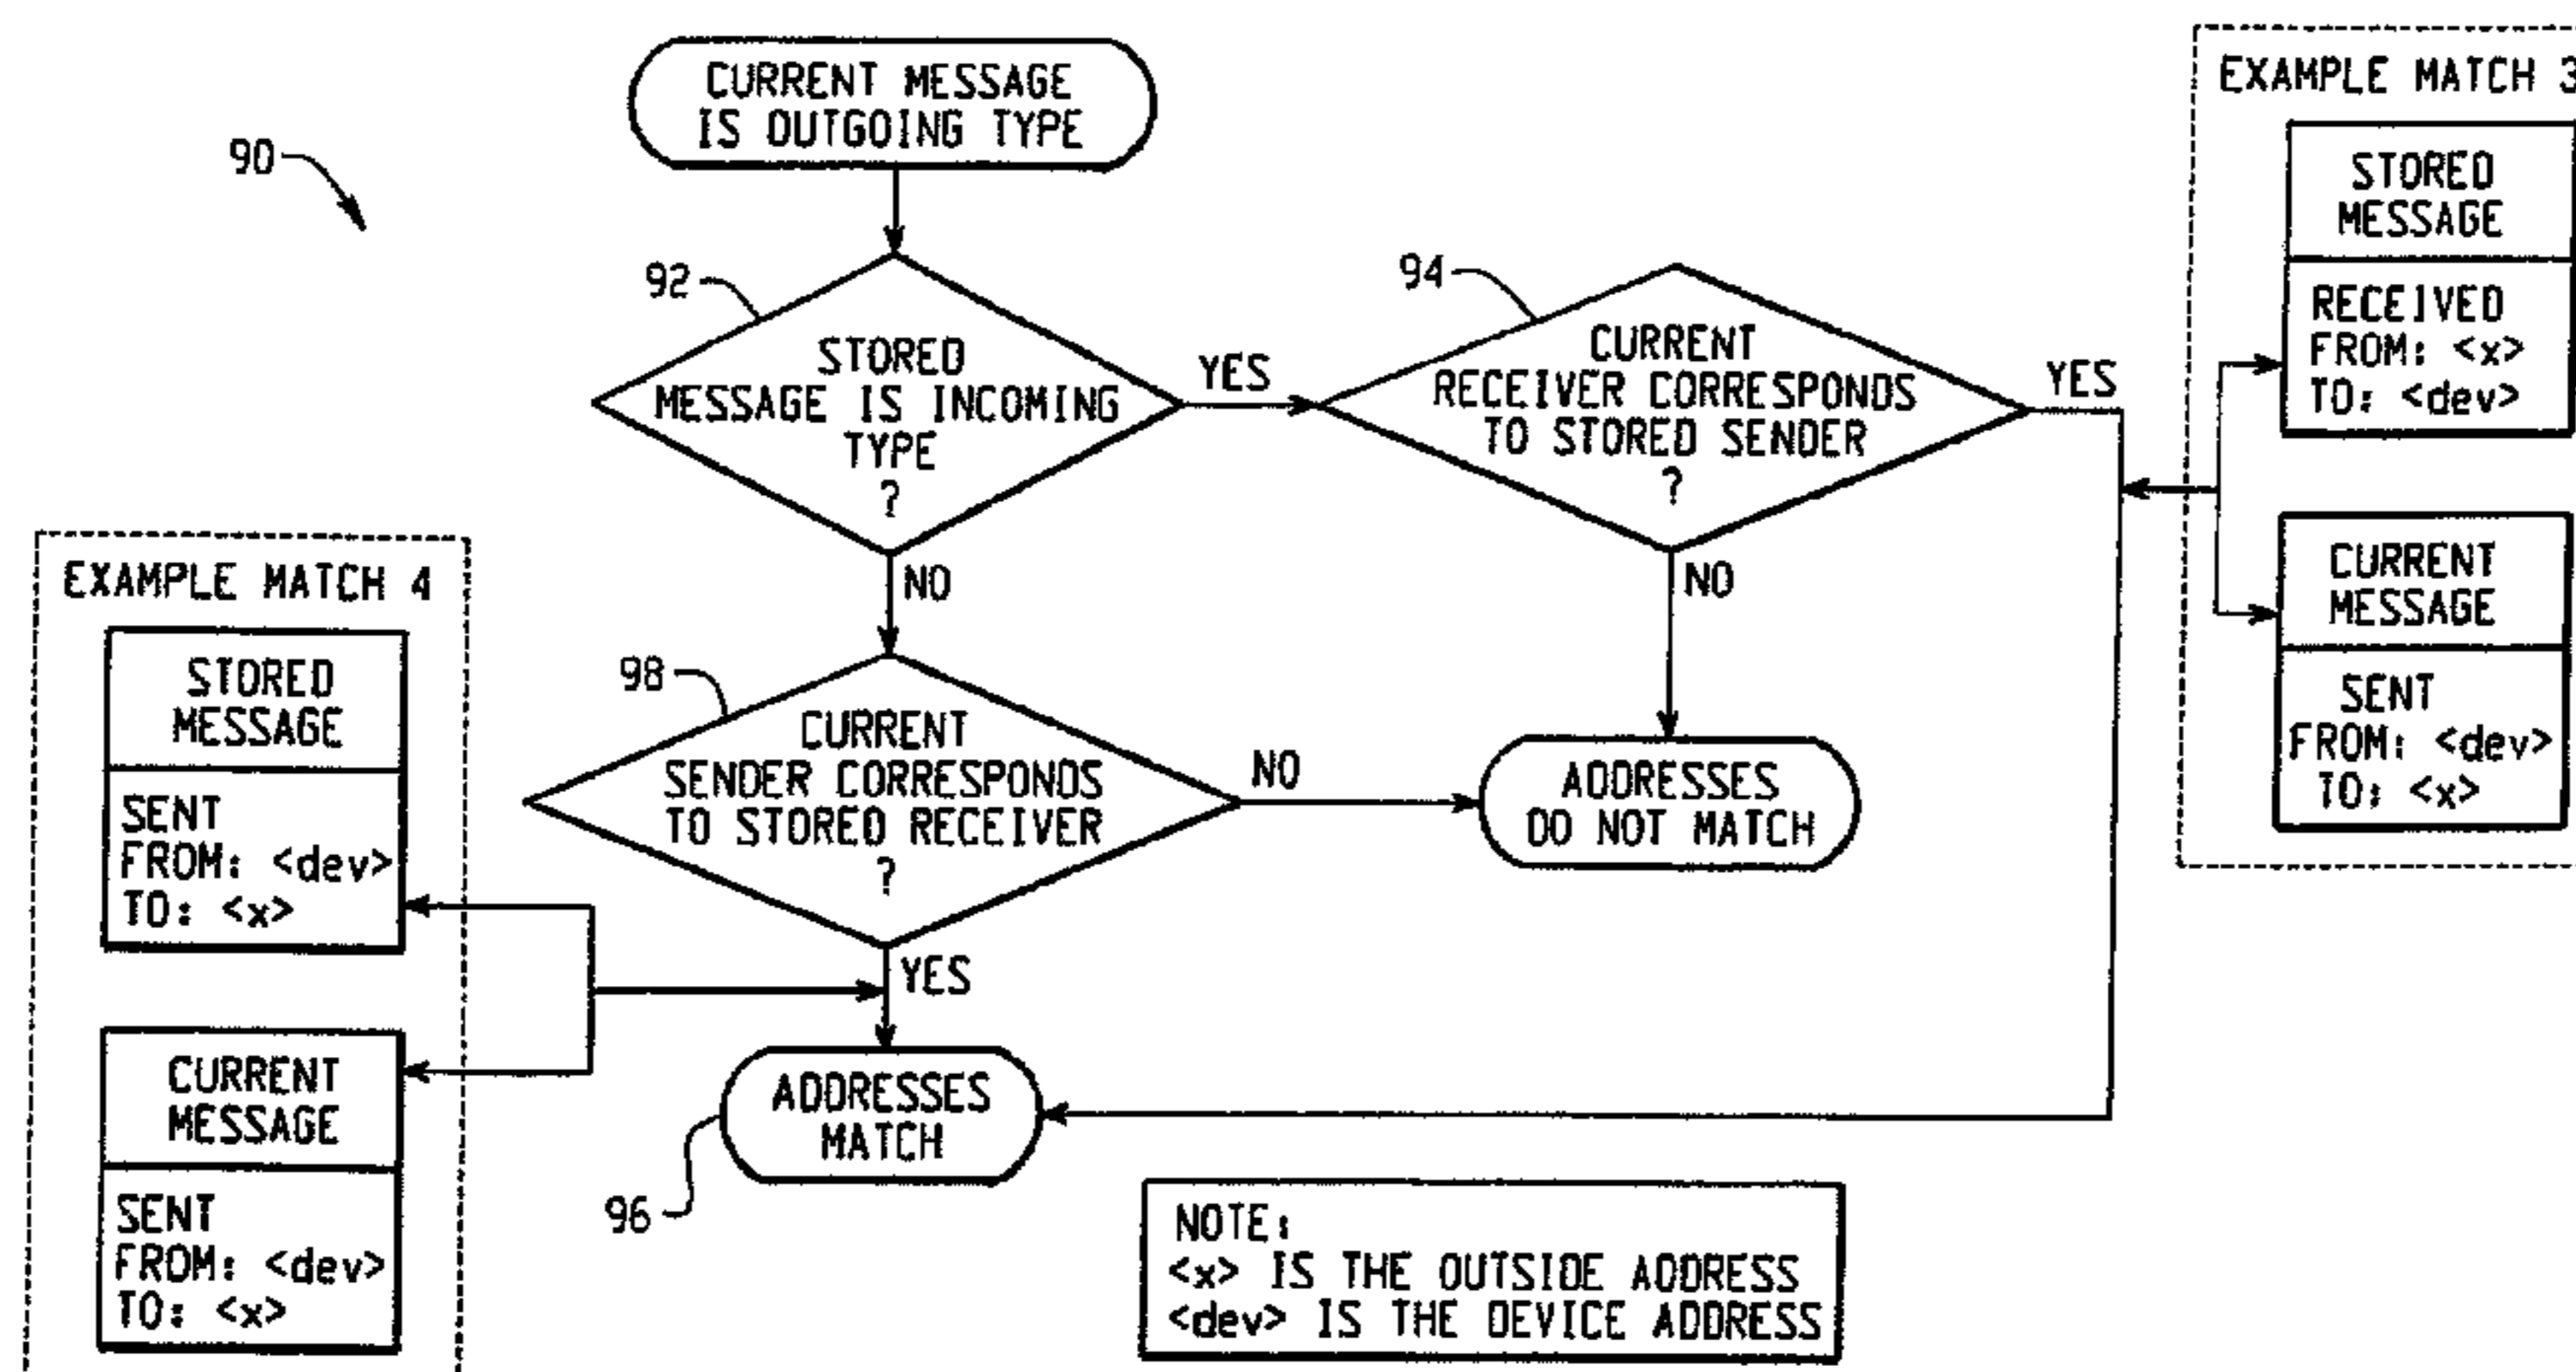 CURRENT MESSAGE
IS OUTGOING TYPE
90
EXAMPLE MATCH 3
STORED
MESSAGE
RECEIVED
FROM: <x>
TO: <dev>
CURRENT
MESSAGE
SENT
FROM: <dev>
TO: <x>
92
STORED
MESSAGE IS INCOMING
TYPE
?
YES
NO
94
CURRENT
RECEIVER CORRESPONDS
TO STORED SENDER
?
YES
NO
EXAMPLE MATCH 4
STORED
MESSAGE
SENT
FROM: <dev>
TO: <x>
CURRENT
MESSAGE
SENT
FROM: <dev>
TO: <x>
98
CURRENT
SENDER CORRESPONDS
TO STORED RECEIVER
?
NO
YES
ADDRESSES
DO NOT MATCH
ADDRESSES
MATCH
96
NOTE:
<x> IS THE OUTSIDE ADDRESS
<dev> IS THE DEVICE ADDRESS